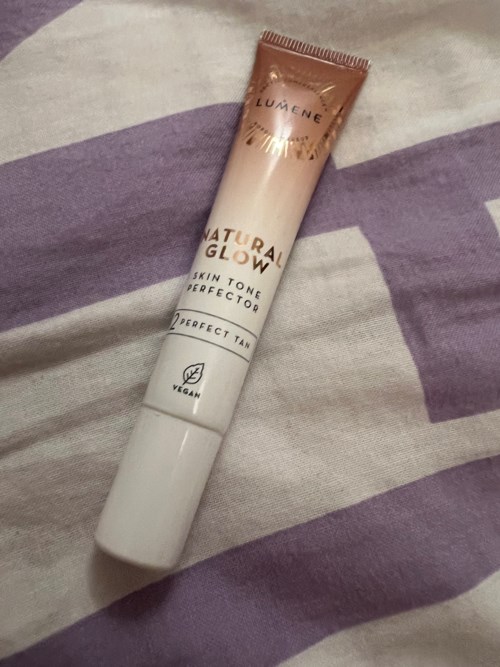 LUMENE
NATURAL
GLOW
SKIN TONE
PERFECTOR
2 PERFECT TAN
VEGAN